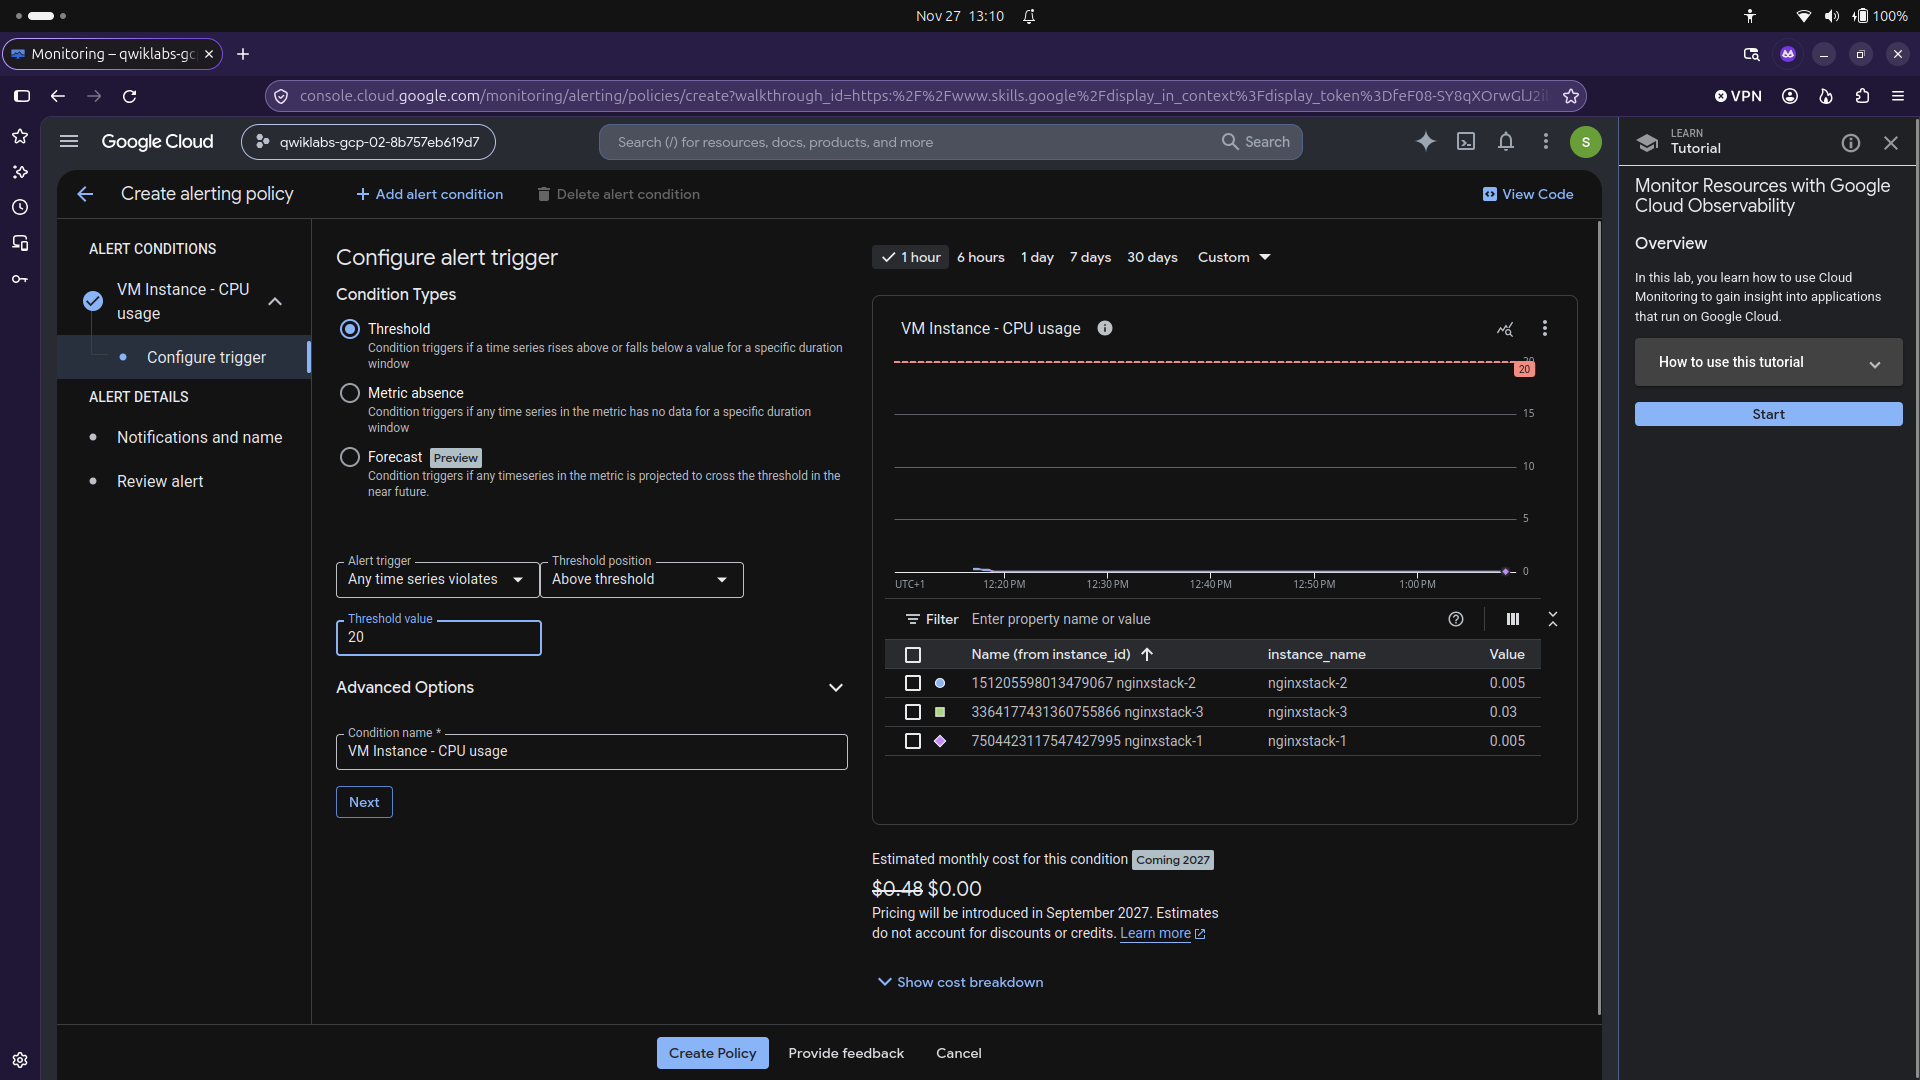 Nov 27 13:10
100%
Monitoring – qwiklabs-gc
console.cloud.google.com/monitoring/alerting/policies/create?walkthrough_id=https:%2F%2Fwww.skills.google%2Fdisplay_in_context%3Fdisplay_token%3DfeF08-SY8qXOrwGlJ2i
VPN
Google Cloud
qwiklabs-gcp-02-8b757eb619d7
Search (/) for resources, docs, products, and more
Search
S
Create alerting policy
Add alert condition
Delete alert condition
View Code
ALERT CONDITIONS
VM Instance - CPU
usage
Configure trigger
ALERT DETAILS
Notifications and name
Review alert
Configure alert trigger
Condition Types
Threshold
Condition triggers if a time series rises above or falls below a value for a specific duration
window
Metric absence
Condition triggers if any time series in the metric has no data for a specific duration
window
Forecast Preview
Condition triggers if any timeseries in the metric is projected to cross the threshold in the
near future.
Alert trigger
Any time series violates
Threshold position
Above threshold
Threshold value
20
Advanced Options
Condition name *
VM Instance - CPU usage
Next
1 hour
6 hours
1 day
7 days
30 days
Custom
VM Instance - CPU usage
20
20
15
10
5
0
UTC+1
12:20 PM
12:30 PM
12:40 PM
12:50 PM
1:00 PM
Filter
Enter property name or value
Name (from instance_id)
instance_name
Value
151205598013479067 nginxstack-2
nginxstack-2
0.005
3364177431360755866 nginxstack-3
nginxstack-3
0.03
7504423117547427995 nginxstack-1
nginxstack-1
0.005
Estimated monthly cost for this condition Coming 2027
$0.48 $0.00
Pricing will be introduced in September 2027. Estimates
do not account for discounts or credits. Learn more
Show cost breakdown
Create Policy
Provide feedback
Cancel
LEARN
Tutorial
Monitor Resources with Google
Cloud Observability
Overview
In this lab, you learn how to use Cloud
Monitoring to gain insight into applications
that run on Google Cloud.
How to use this tutorial
Start